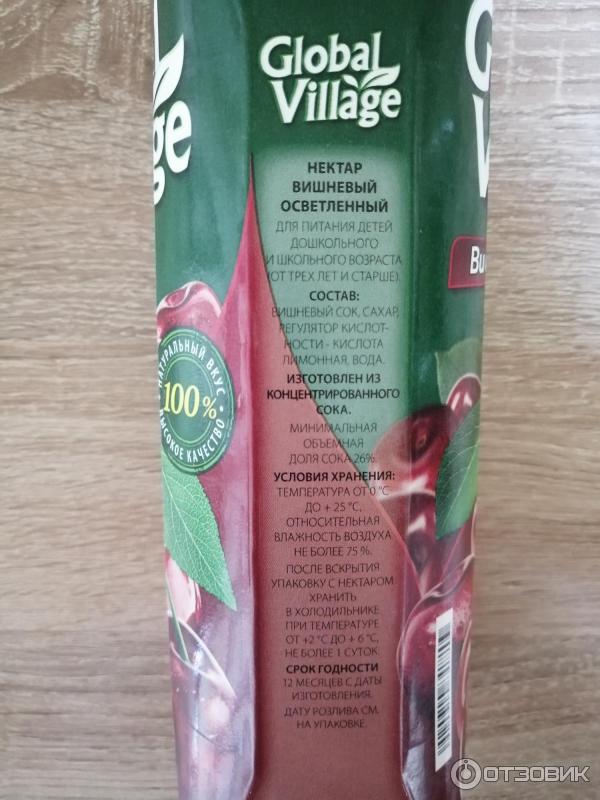 Global
Village
НЕКТАР
ВИШНЕВЫЙ
ОСВЕТЛЕННЫЙ
ДЛЯ ПИТАНИЯ ДЕТЕЙ
ДОШКОЛЬНОГО
И ШКОЛЬНОГО ВОЗРАСТА
(ОТ ТРЕХ ЛЕТ И СТАРШЕ).
СОСТАВ:
ВИШНЕВЫЙ СОК, САХАР,
РЕГУЛЯТОР КИСЛОТ-
НОСТИ - КИСЛОТА
ЛИМОННАЯ, ВОДА.
ИЗГОТОВЛЕН ИЗ
КОНЦЕНТРИРОВАННОГО
СОКА.
МИНИМАЛЬНАЯ
ОБЪЕМНАЯ
ДОЛЯ СОКА 26%.
УСЛОВИЯ ХРАНЕНИЯ:
ТЕМПЕРАТУРА ОТ 0 °C
ДО + 25 °C,
ОТНОСИТЕЛЬНАЯ
ВЛАЖНОСТЬ ВОЗДУХА
НЕ БОЛЕЕ 75 %.
ПОСЛЕ ВСКРЫТИЯ
УПАКОВКУ С НЕКТАРОМ
ХРАНИТЬ
В ХОЛОДИЛЬНИКЕ
ПРИ ТЕМПЕРАТУРЕ
ОТ +2 °C ДО + 6 °C,
НЕ БОЛЕЕ 1 СУТОК.
СРОК ГОДНОСТИ
12 МЕСЯЦЕВ С ДАТЫ
ИЗГОТОВЛЕНИЯ.
ДАТУ РОЗЛИВА СМ.
НА УПАКОВКЕ.
НАТУРАЛЬНЫЙ ВКУС
100%
ВЫСОКОЕ КАЧЕСТВО
ge
Ви
ОТЗОВИК